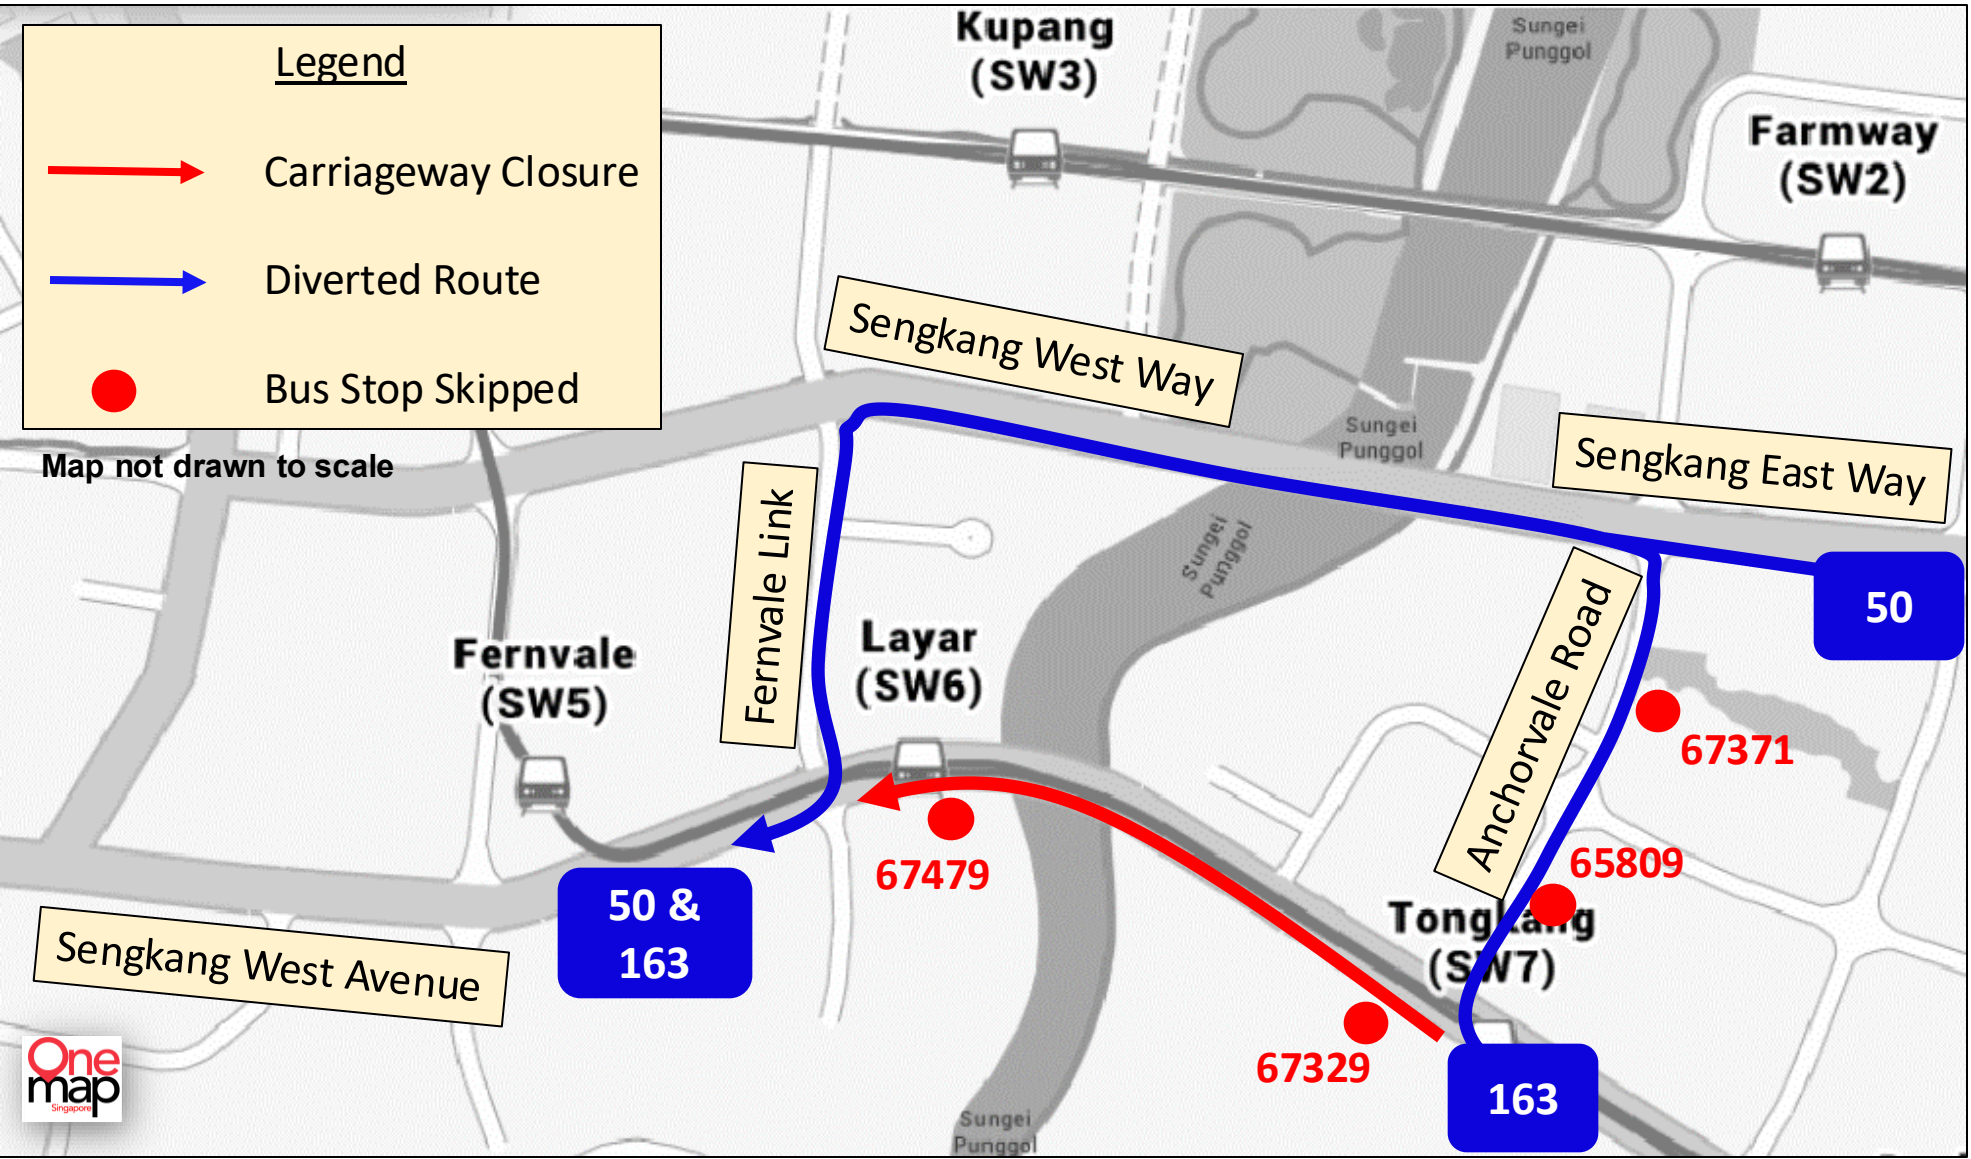 Legend
Carriageway Closure
Diverted Route
Bus Stop Skipped
Map not drawn to scale
Kupang
(SW3)
Sungei
Punggol
Farmway
(SW2)
Sengkang West Way
Sungei
Punggol
Sengkang East Way
Fernvale Link
Sungei
Punggol
Anchorvale Road
50
Fernvale
(SW5)
Layar
(SW6)
67371
67479
65809
50 &
163
Tongkang
(SW7)
Sengkang West Avenue
67329
163
One
map
Singapore
Sungei
Punggol